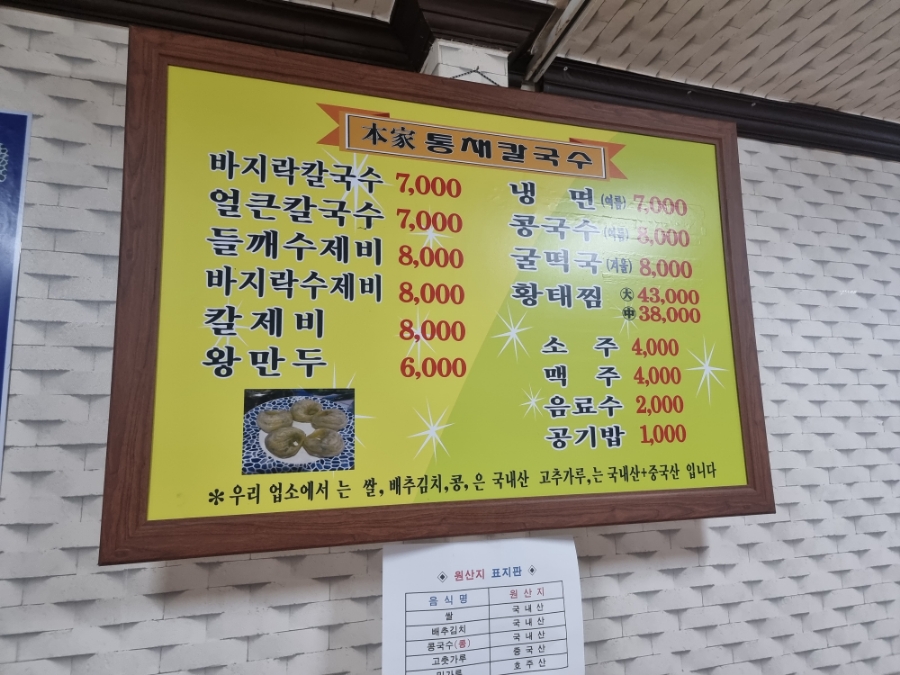 本家 통채칼국수
바지락칼국수 7,000
얼큰칼국수 7,000
들깨수제비 8,000
바지락수제비 8,000
칼제비 8,000
왕만두 6,000
냉 면 (여름) 7,000
콩국수 (여름) 8,000
굴떡국 (겨울) 8,000
황태찜 大 43,000
中 38,000
소 주 4,000
맥 주 4,000
음료수 2,000
공기밥 1,000
*우리 업소에서 는 쌀, 배추김치,콩, 은 국내산 고추가루,는 국내산+중국산 입니다
◈ 원산지 표지판 ◈
음 식 명 원 산 지
쌀 국 내 산
배추김치 국 내 산
콩국수(콩) 국 내 산
고춧가루 중 국 산
밀가루 호 주 산